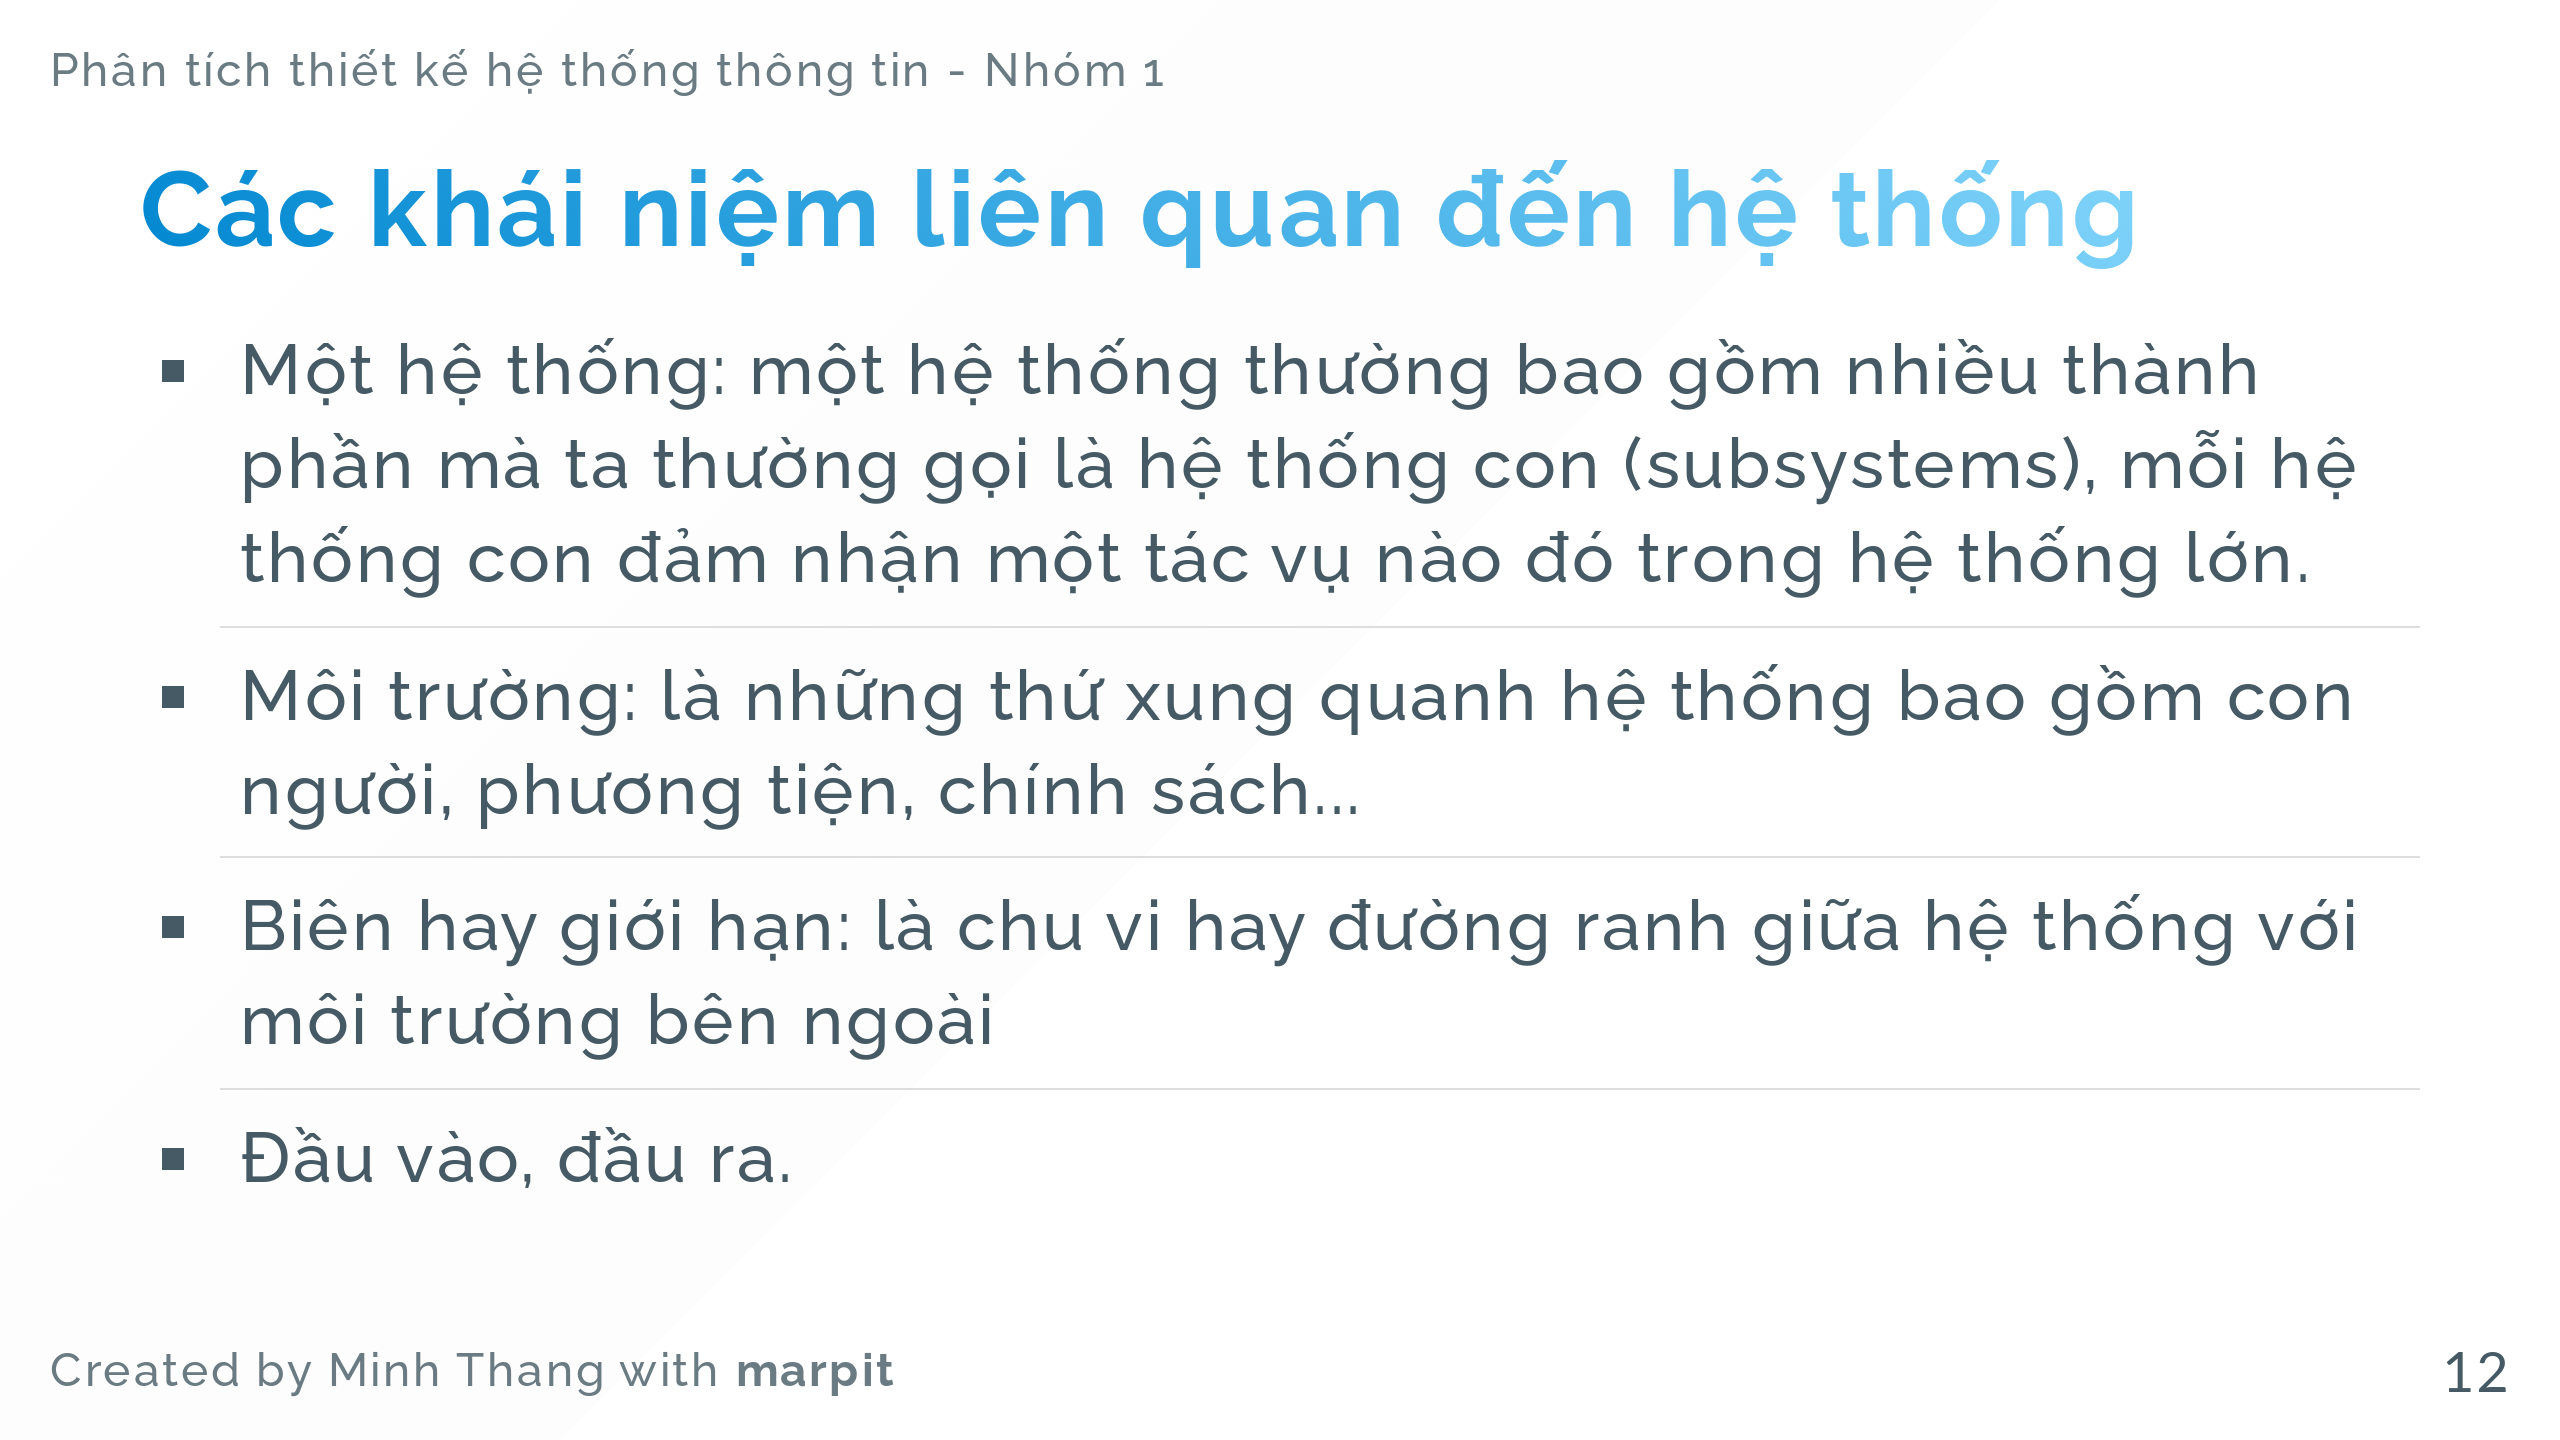 Phân tích thiết kế hệ thống thông tin - Nhóm 1
Các khái niệm liên quan đến hệ thống
▪ Một hệ thống: một hệ thống thường bao gồm nhiều thành
phần mà ta thường gọi là hệ thống con (subsystems), mỗi hệ
thống con đảm nhận một tác vụ nào đó trong hệ thống lớn.
▪ Môi trường: là những thứ xung quanh hệ thống bao gồm con
người, phương tiện, chính sách...
▪ Biên hay giới hạn: là chu vi hay đường ranh giữa hệ thống với
môi trường bên ngoài
▪ Đầu vào, đầu ra.
Created by Minh Thang with marpit
12